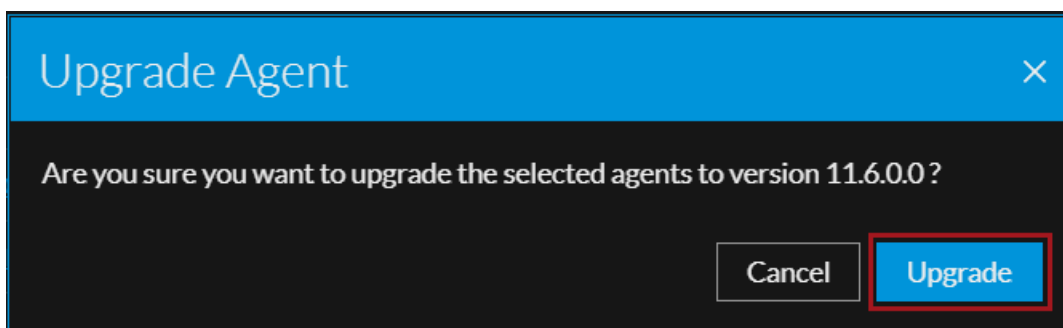 Upgrade Agent
Are you sure you want to upgrade the selected agents to version 11.6.0.0 ?
Cancel Upgrade